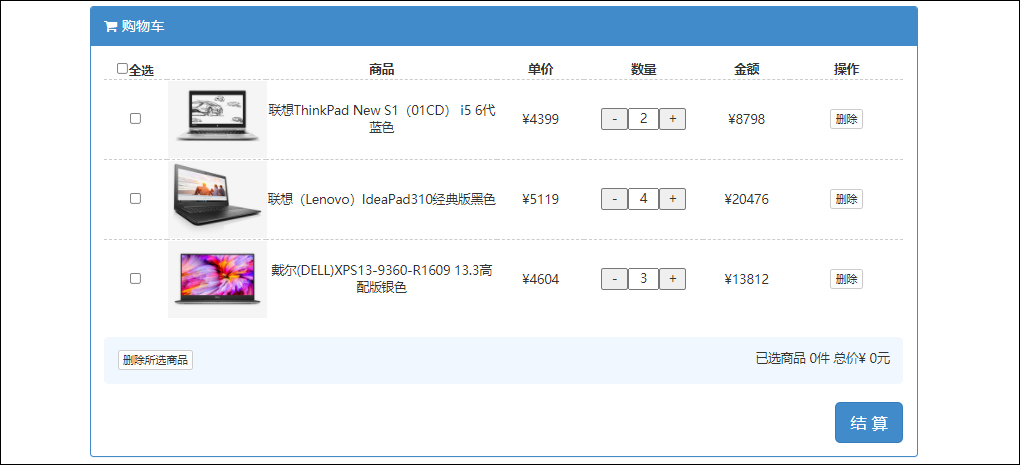 购物车
全选 商品 单价 数量 金额 操作
联想ThinkPad New S1（01CD） i5 6代
蓝色
¥4399 - 2 + ¥8798 删除
联想（Lenovo）IdeaPad310经典版黑色 ¥5119 - 4 + ¥20476 删除
戴尔(DELL)XPS13-9360-R1609 13.3高
配版银色
¥4604 - 3 + ¥13812 删除
删除所选商品 已选商品 0件 总价¥ 0元
结 算